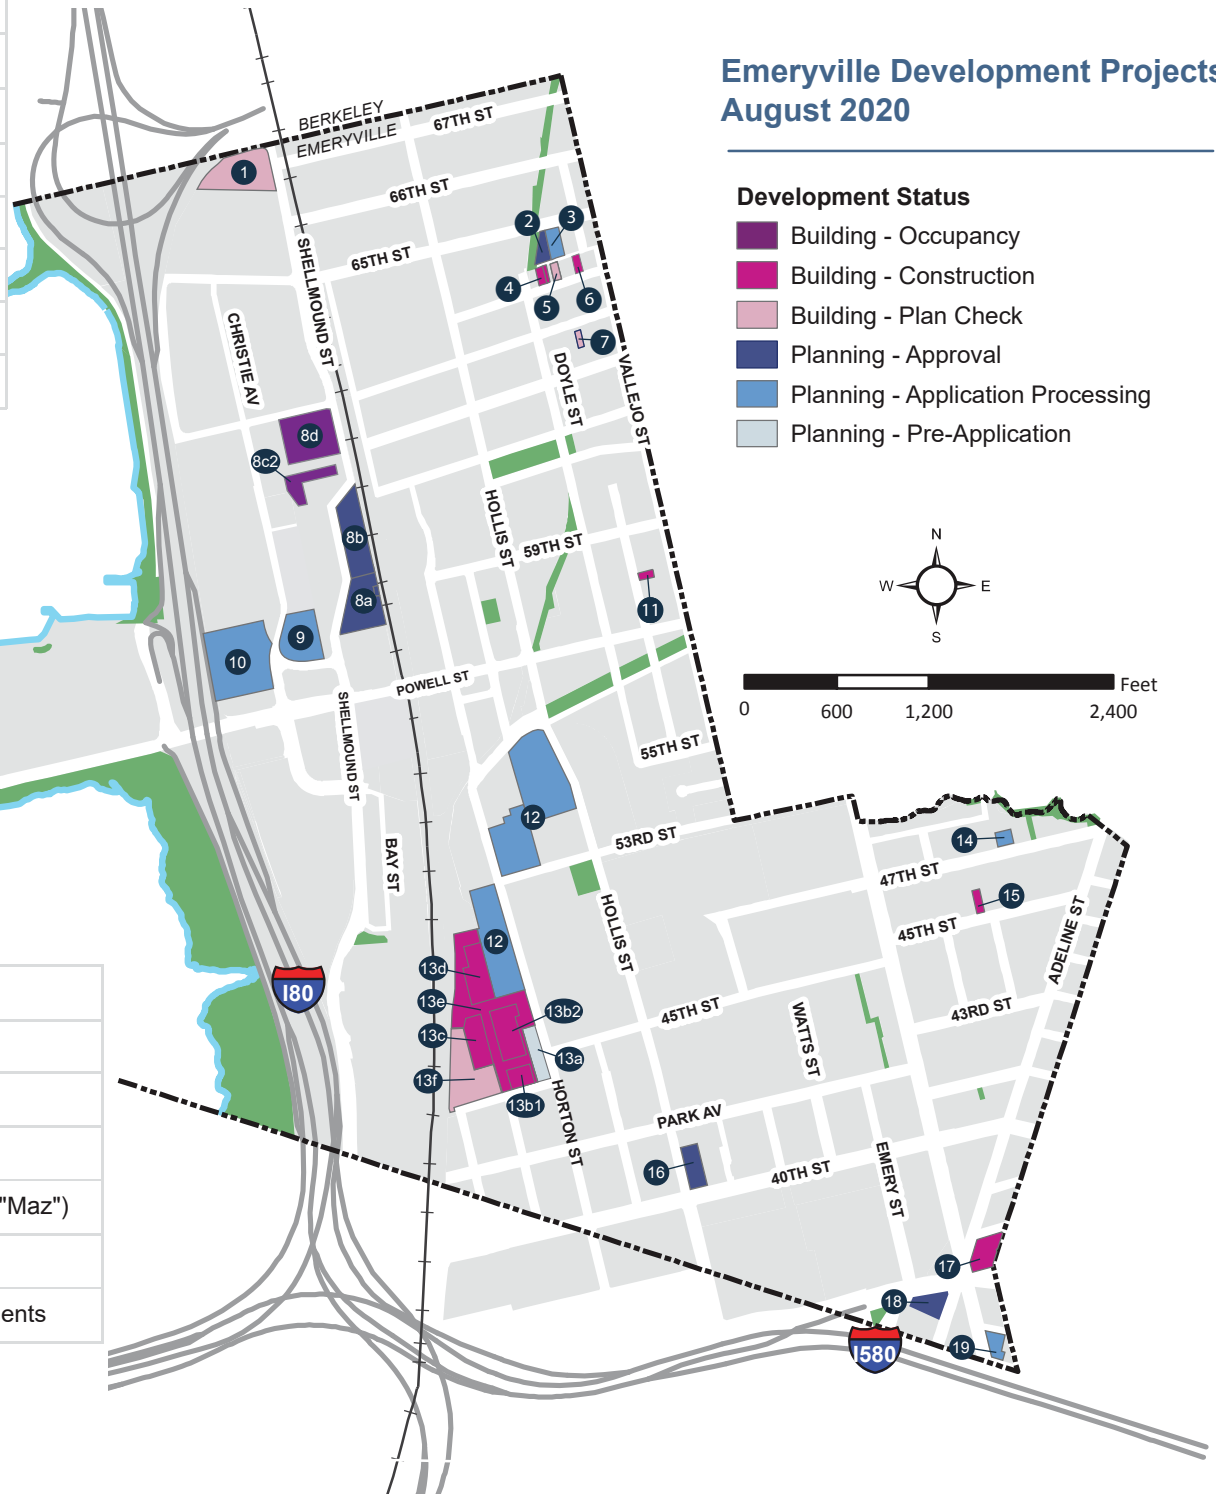 Emeryville Development Projects
August 2020
Development Status
Building - Occupancy
Building - Construction
Building - Plan Check
Planning - Approval
Planning - Application Processing
Planning - Pre-Application
N
W
E
S
Feet
0
600
1,200
2,400
BERKELEY
EMERYVILLE
67TH ST
1
66TH ST
2
3
SHELLMOUND ST
65TH ST
4
5
6
CHRISTIE AV
7
DOYLE ST
VALLEJO ST
8d
8c2
HOLLIS ST
8b
59TH ST
8a
11
9
10
POWELL ST
SHELLMOUND ST
55TH ST
12
53RD ST
14
BAY ST
47TH ST
15
HOLLIS ST
45TH ST
ADELINE ST
12
13d
I80
13e
13b2
45TH ST
43RD ST
13c
WATTS ST
13a
13f
13b1
HORTON ST
PARK AV
16
40TH ST
EMERY ST
"Maz")
17
18
ents
I580
19